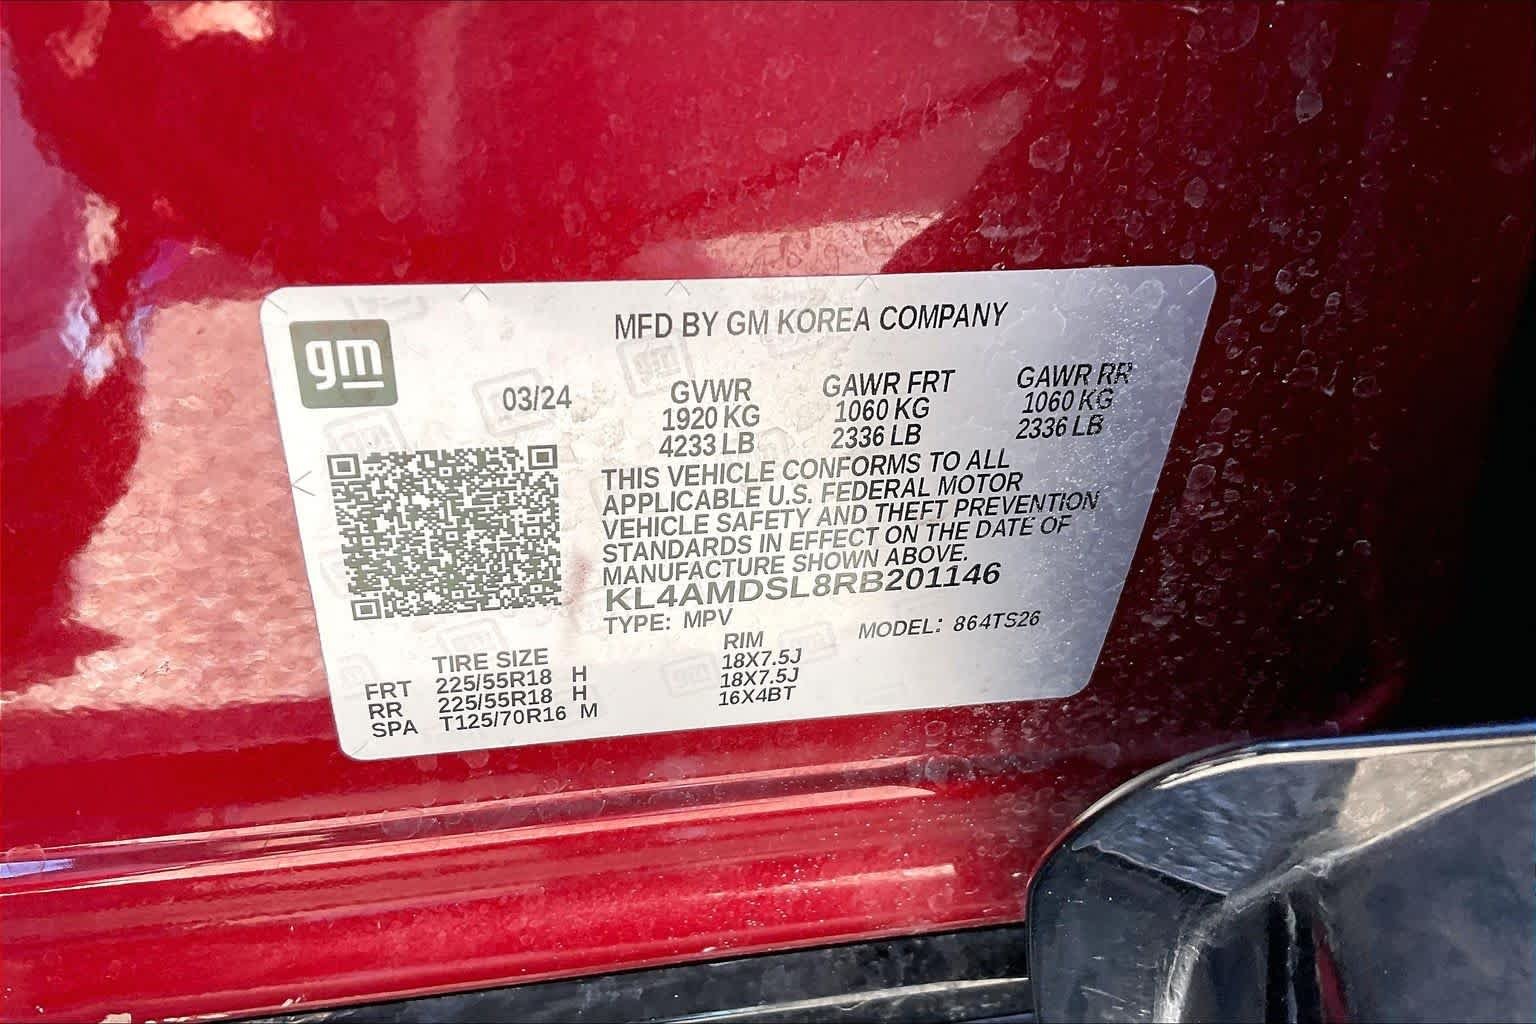 gm
MFD BY GM KOREA COMPANY
03/24 GVWR GAWR FRT GAWR RR
1920 KG 1060 KG 1060 KG
4233 LB 2336 LB 2336 LB
THIS VEHICLE CONFORMS TO ALL
APPLICABLE U.S. FEDERAL MOTOR
VEHICLE SAFETY AND THEFT PREVENTION
STANDARDS IN EFFECT ON THE DATE OF
MANUFACTURE SHOWN ABOVE.
KL4AMDSL8RB201146
TYPE: MPV MODEL: 864TS26
TIRE SIZE RIM
FRT 225/55R18 H 18X7.5J
RR 225/55R18 H 18X7.5J
SPA T125/70R16 M 16X4BT